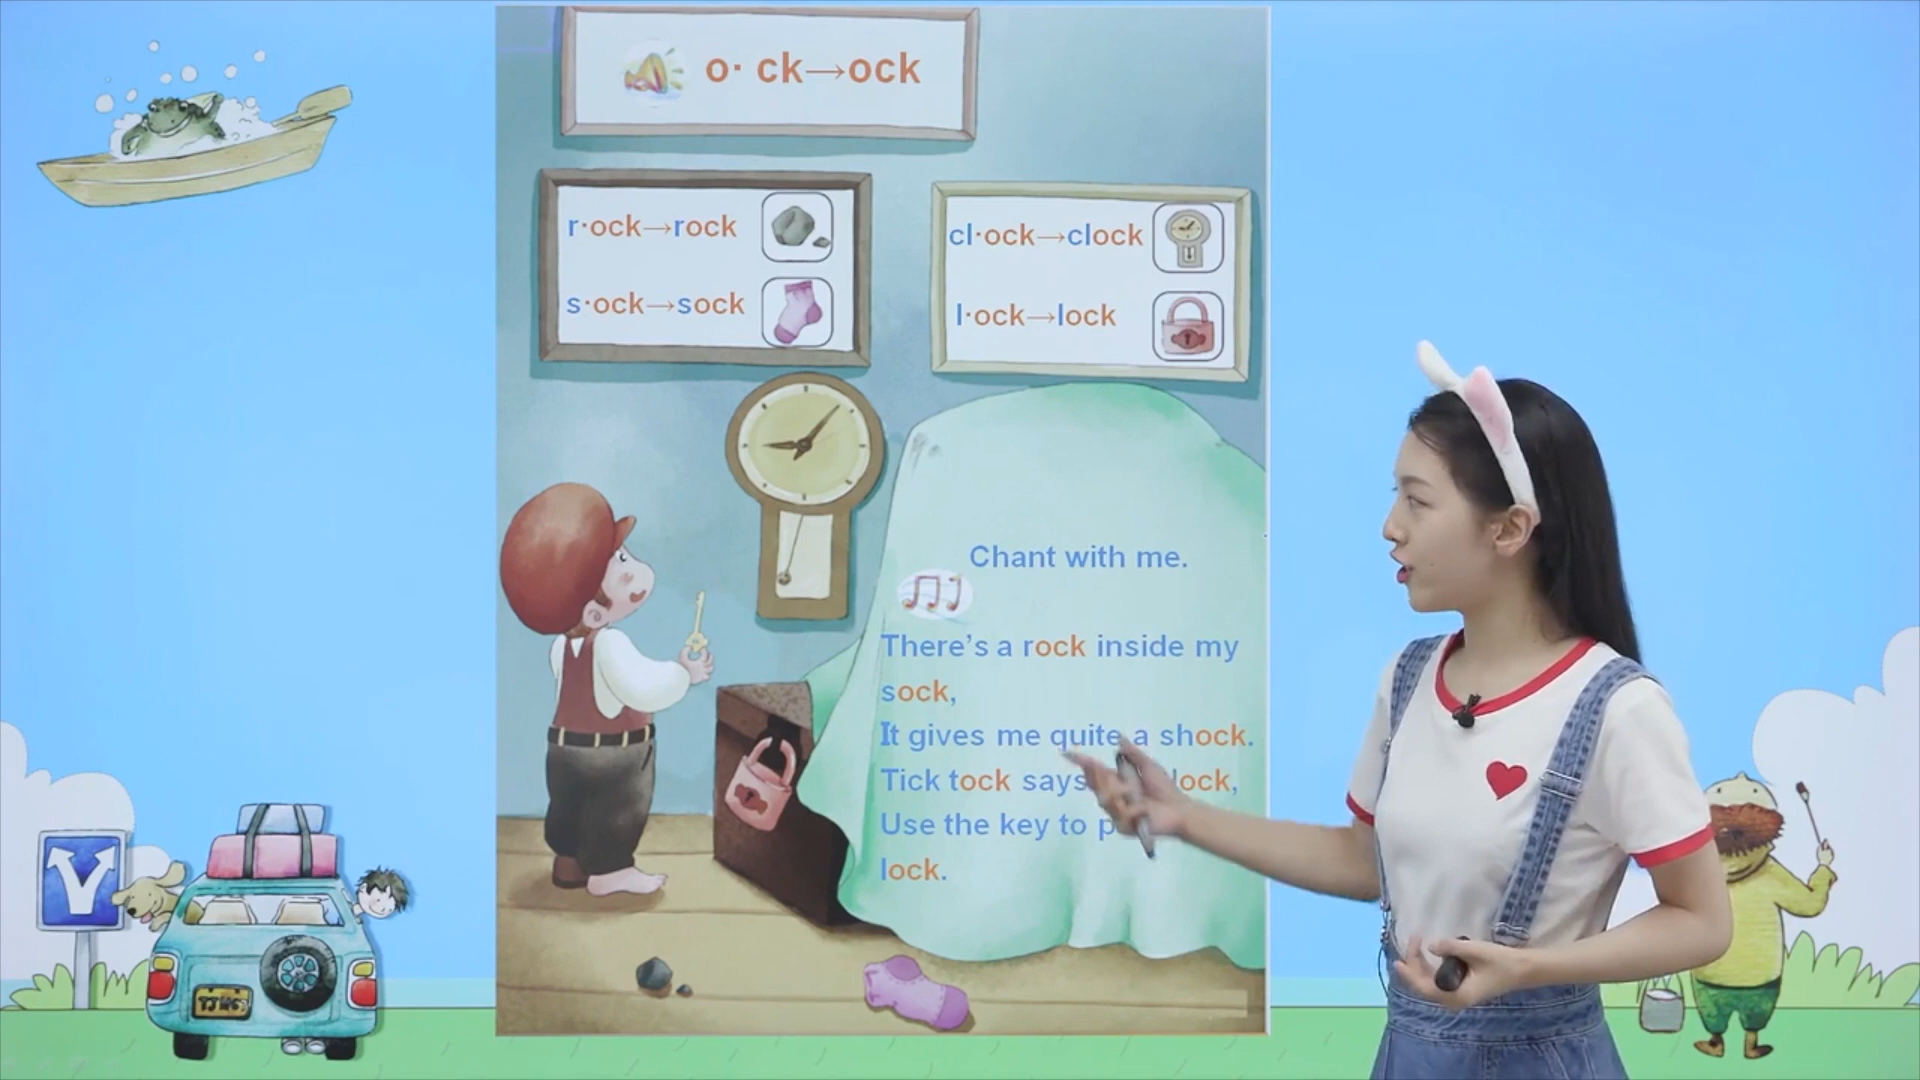 o· ck→ock
r·ock→rock
s·ock→sock
cl·ock→clock
l·ock→lock
Chant with me.
There's a rock inside my
sock,
It gives me quite a shock.
Tick tock says lock,
Use the key to
lock.